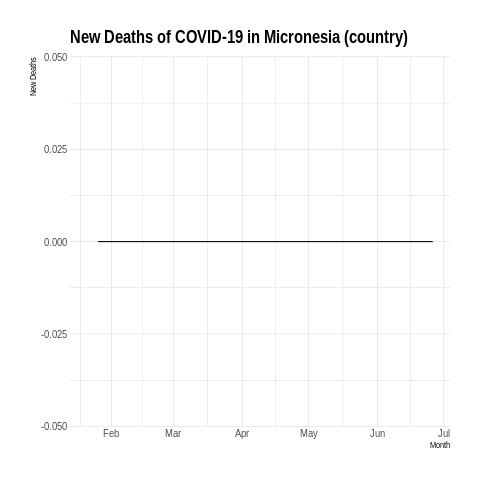 New Deaths of COVID-19 in Micronesia (country)
New Deaths
0.050
0.025
0.000
-0.025
-0.050
Feb Mar Apr May Jun Jul
Month